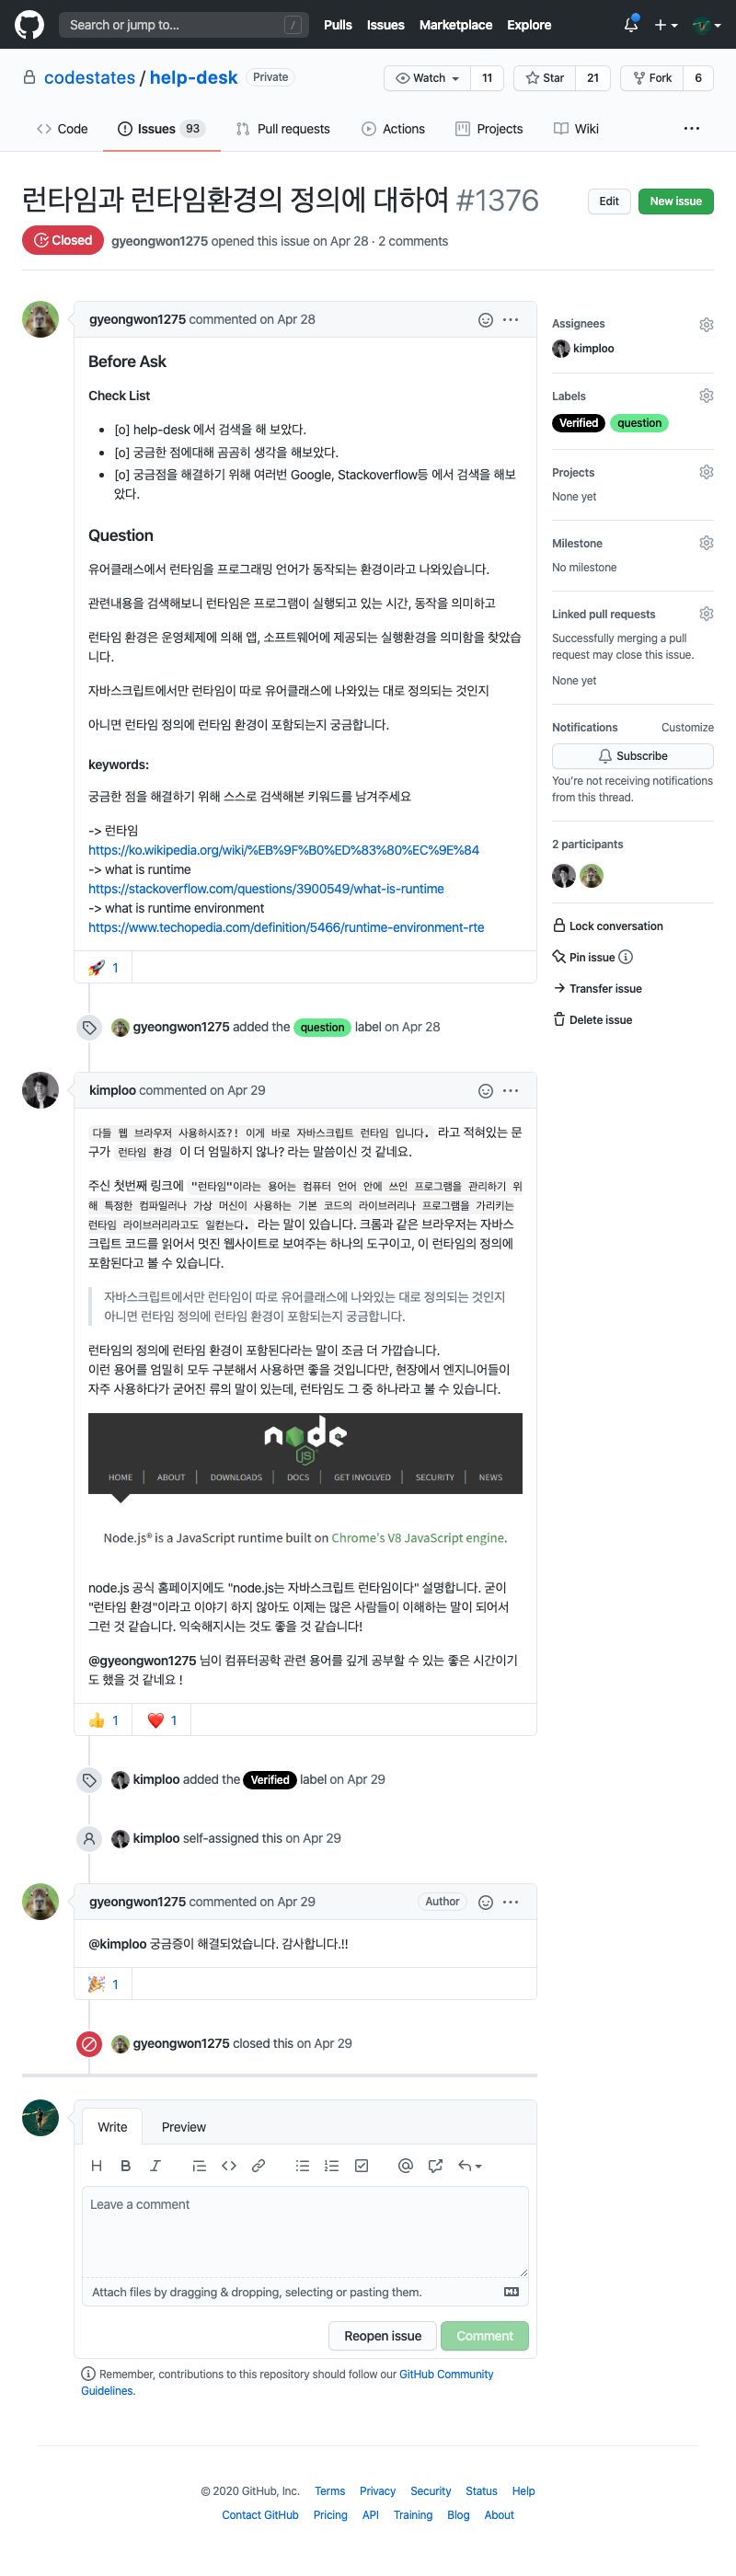 Search or jump to... /
Pulls Issues Marketplace Explore
codestates / help-desk Private
Watch 11 Star 21 Fork 6
Code Issues 93 Pull requests Actions Projects Wiki
런타임과 런타임환경의 정의에 대하여 #1376
Edit New issue
Closed gyeongwon1275 opened this issue on Apr 28 · 2 comments
gyeongwon1275 commented on Apr 28
Before Ask
Check List
[o] help-desk 에서 검색을 해 보았다.
[o] 궁금한 점에대해 곰곰히 생각을 해보았다.
[o] 궁금점을 해결하기 위해 여러번 Google, Stackoverflow등 에서 검색을 해보
았다.
Question
유어클래스에서 런타임을 프로그래밍 언어가 동작되는 환경이라고 나와있습니다.
관련내용을 검색해보니 런타임은 프로그램이 실행되고 있는 시간, 동작을 의미하고
런타임 환경은 운영체제에 의해 앱, 소프트웨어에 제공되는 실행환경을 의미함을 찾았습
니다.
자바스크립트에서만 런타임이 따로 유어클래스에 나와있는 대로 정의되는 것인지
아니면 런타임 정의에 런타임 환경이 포함되는지 궁금합니다.
keywords:
궁금한 점을 해결하기 위해 스스로 검색해본 키워드를 남겨주세요
-> 런타임
https://ko.wikipedia.org/wiki/%EB%9F%B0%ED%83%80%EC%9E%84
-> what is runtime
https://stackoverflow.com/questions/3900549/what-is-runtime
-> what is runtime environment
https://www.techopedia.com/definition/5466/runtime-environment-rte
🚀 1
Assignees
kimploo
Labels
Verified question
Projects
None yet
Milestone
No milestone
Linked pull requests
Successfully merging a pull
request may close this issue.
None yet
Notifications Customize
Subscribe
You're not receiving notifications
from this thread.
2 participants
Lock conversation
Pin issue
Transfer issue
Delete issue
gyeongwon1275 added the question label on Apr 28
kimploo commented on Apr 29
다들 웹 브라우저 사용하시죠?! 이게 바로 자바스크립트 런타임 입니다. 라고 적혀있는 문
구가 런타임 환경 이 더 엄밀하지 않나? 라는 말씀이신 것 같네요.
주신 첫번째 링크에 "런타임"이라는 용어는 컴퓨터 언어 안에 쓰인 프로그램을 관리하기 위
해 특정한 컴파일러나 가상 머신이 사용하는 기본 코드의 라이브러리나 프로그램을 가리키는
런타임 라이브러리라고도 일컫는다. 라는 말이 있습니다. 크롬과 같은 브라우저는 자바스
크립트 코드를 읽어서 멋진 웹사이트로 보여주는 하나의 도구이고, 이 런타임의 정의에
포함된다고 볼 수 있습니다.
자바스크립트에서만 런타임이 따로 유어클래스에 나와있는 대로 정의되는 것인지
아니면 런타임 정의에 런타임 환경이 포함되는지 궁금합니다.
런타임의 정의에 런타임 환경이 포함된다라는 말이 조금 더 가깝습니다.
이런 용어를 엄밀히 모두 구분해서 사용하면 좋을 것입니다만, 현장에서 엔지니어들이
자주 사용하다가 굳어진 류의 말이 있는데, 런타임도 그 중 하나라고 볼 수 있습니다.
node
JS
HOME ABOUT DOWNLOADS DOCS GET INVOLVED SECURITY NEWS
Node.js® is a JavaScript runtime built on Chrome's V8 JavaScript engine.
node.js 공식 홈페이지에도 "node.js는 자바스크립트 런타임이다" 설명합니다. 굳이
"런타임 환경"이라고 이야기 하지 않아도 이제는 많은 사람들이 이해하는 말이 되어서
그런 것 같습니다. 익숙해지시는 것도 좋을 것 같습니다!
@gyeongwon1275 님이 컴퓨터공학 관련 용어를 깊게 공부할 수 있는 좋은 시간이기
도 했을 것 같네요 !
👍 1 ❤️ 1
kimploo added the Verified label on Apr 29
kimploo self-assigned this on Apr 29
gyeongwon1275 commented on Apr 29 Author
@kimploo 궁금증이 해결되었습니다. 감사합니다.!!
🎉 1
gyeongwon1275 closed this on Apr 29
Write Preview
Leave a comment
Attach files by dragging & dropping, selecting or pasting them.
Reopen issue Comment
Remember, contributions to this repository should follow our GitHub Community
Guidelines.
© 2020 GitHub, Inc. Terms Privacy Security Status Help
Contact GitHub Pricing API Training Blog About